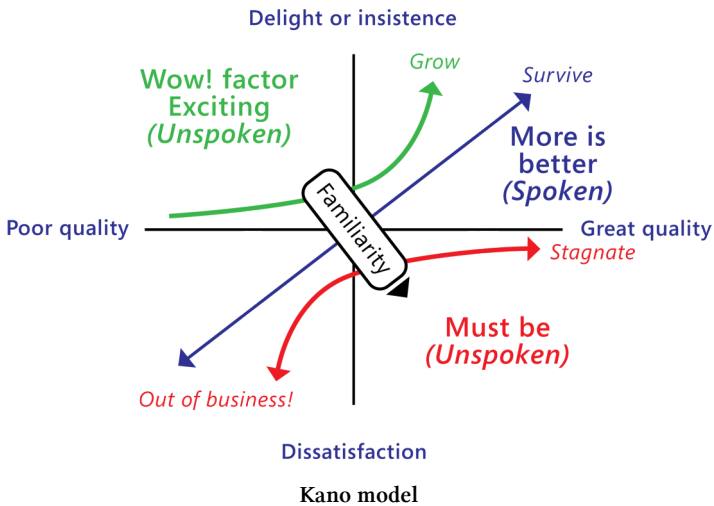 Delight or insistence
Grow
Survive
Wow! factor
Exciting
(Unspoken)
More is
better
(Spoken)
Familiarity
Poor quality
Great quality
Stagnate
Must be
(Unspoken)
Out of business!
Dissatisfaction
Kano model